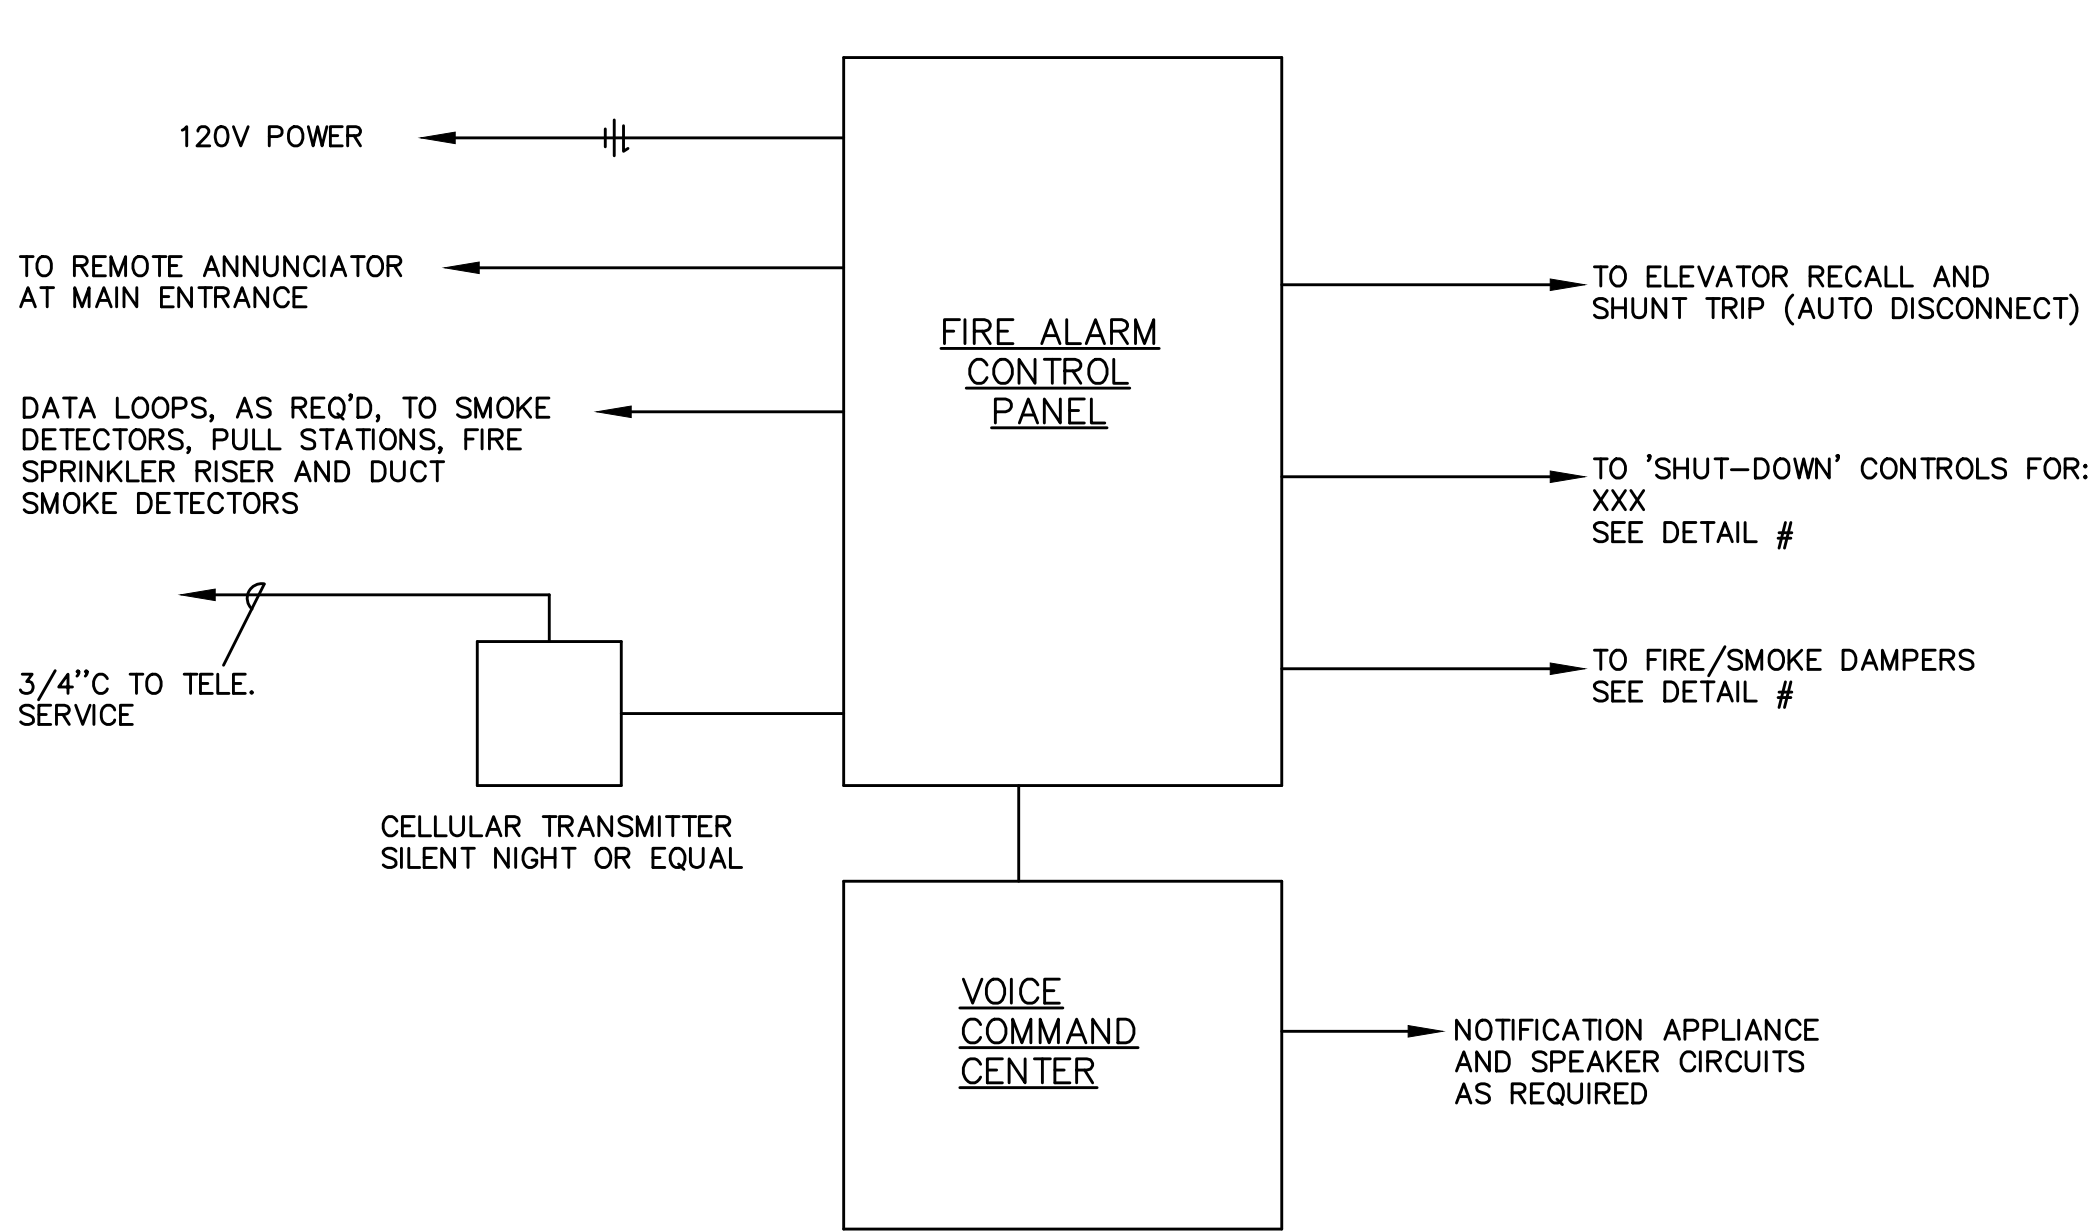 120V POWER
TO REMOTE ANNUNCIATOR
AT MAIN ENTRANCE
DATA LOOPS, AS REQ'D, TO SMOKE
DETECTORS, PULL STATIONS, FIRE
SPRINKLER RISER AND DUCT
SMOKE DETECTORS
3/4''C TO TELE.
SERVICE
CELLULAR TRANSMITTER
SILENT NIGHT OR EQUAL
FIRE ALARM
CONTROL
PANEL
TO ELEVATOR RECALL AND
SHUNT TRIP (AUTO DISCONNECT)
TO 'SHUT-DOWN' CONTROLS FOR:
XXX
SEE DETAIL #
TO FIRE/SMOKE DAMPERS
SEE DETAIL #
VOICE
COMMAND
CENTER
NOTIFICATION APPLIANCE
AND SPEAKER CIRCUITS
AS REQUIRED